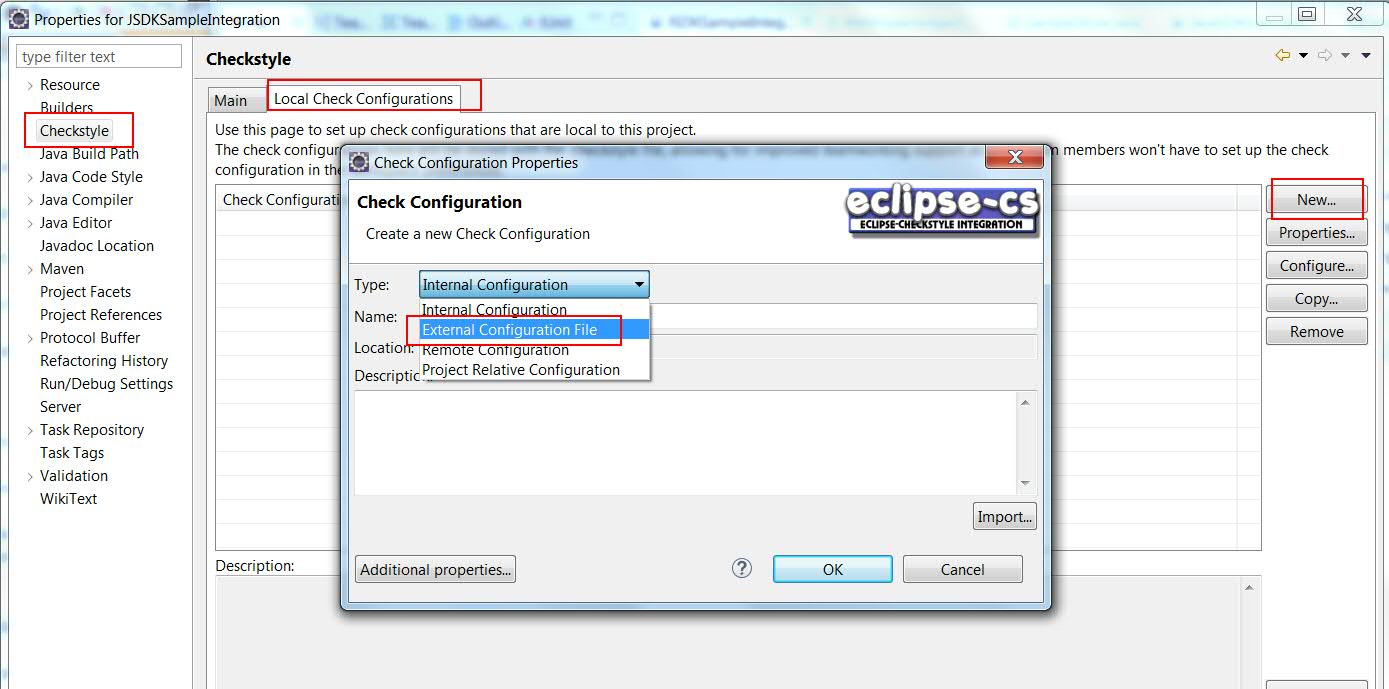 Properties for JSDKSampleIntegration
type filter text
Resource
Builders
Checkstyle
Java Build Path
Java Code Style
Java Compiler
Java Editor
Javadoc Location
Maven
Project Facets
Project References
Protocol Buffer
Refactoring History
Run/Debug Settings
Server
Task Repository
Task Tags
Validation
WikiText
Checkstyle
Main
Local Check Configurations
Use this page to set up check configurations that are local to this project.
The check configur m members won't have to set up the check
configuration in the
Check Configurati
New...
Properties...
Configure...
Copy...
Remove
Description:
Check Configuration Properties
X
Check Configuration
eclipse-cs
ECLIPSE-CHECKSTYLE INTEGRATION
Create a new Check Configuration
Type:
Internal Configuration
Internal Configuration
Name:
External Configuration File
Location:
Remote Configuration
Project Relative Configuration
Descriptio
Import...
Additional properties...
?
OK
Cancel